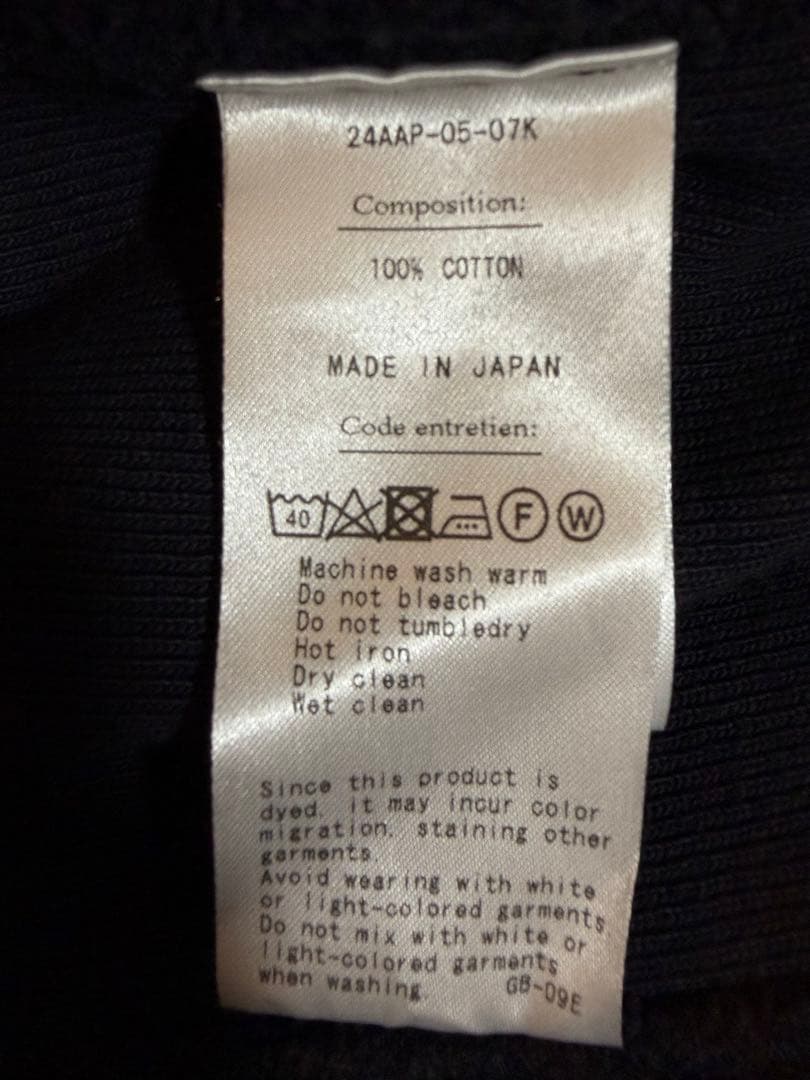 24AAP-05-07K
Composition:
100% COTTON
MADE IN JAPAN
Code entretien:
40 F W
Machine wash warm
Do not bleach
Do not tumbledry
Hot iron
Dry clean
Wet clean
Since this product is
dyed, it may incur color
migration, staining other
garments.
Avoid wearing with white
or light-colored garments.
Do not mix with white or
light-colored garments
when washing. GB-09E